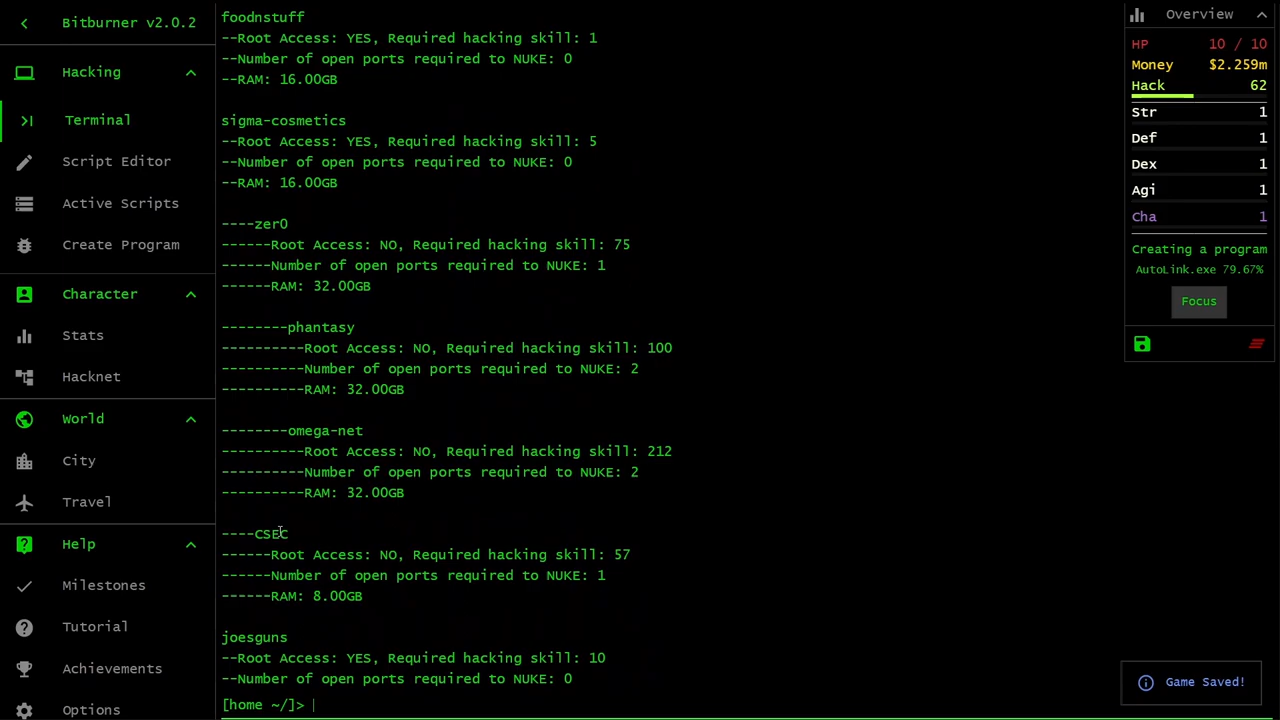 Bitburner v2.0.2
Hacking
Terminal
Script Editor
Active Scripts
Create Program
Character
Stats
Hacknet
World
City
Travel
Help
Milestones
Tutorial
Achievements
Options
foodnstuff
--Root Access: YES, Required hacking skill: 1
--Number of open ports required to NUKE: 0
--RAM: 16.00GB
sigma-cosmetics
--Root Access: YES, Required hacking skill: 5
--Number of open ports required to NUKE: 0
--RAM: 16.00GB
----zer0
------Root Access: NO, Required hacking skill: 75
------Number of open ports required to NUKE: 1
------RAM: 32.00GB
--------phantasy
----------Root Access: NO, Required hacking skill: 100
----------Number of open ports required to NUKE: 2
----------RAM: 32.00GB
--------omega-net
----------Root Access: NO, Required hacking skill: 212
----------Number of open ports required to NUKE: 2
----------RAM: 32.00GB
----CSEC
------Root Access: NO, Required hacking skill: 57
------Number of open ports required to NUKE: 1
------RAM: 8.00GB
joesguns
--Root Access: YES, Required hacking skill: 10
--Number of open ports required to NUKE: 0
[home ~/]>
Overview
HP 10 / 10
Money $2.259m
Hack 62
Str 1
Def 1
Dex 1
Agi 1
Cha 1
Creating a program
AutoLink.exe 79.67%
Focus
Game Saved!